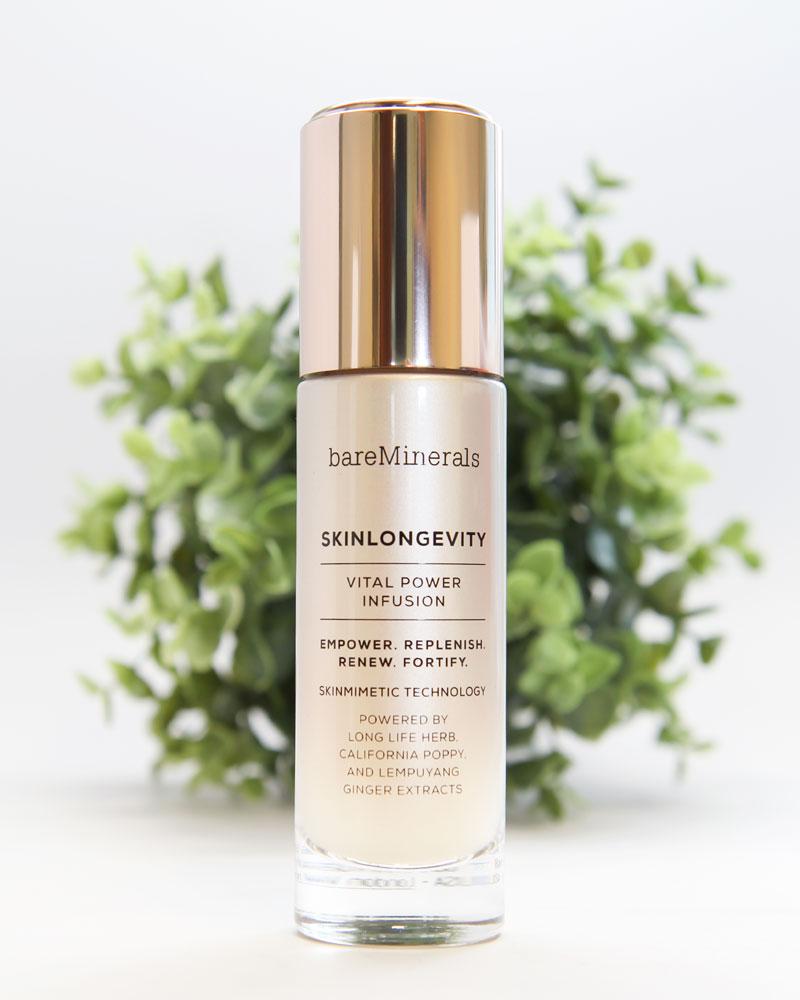 bareMinerals
SKINLONGEVITY
VITAL POWER
INFUSION
EMPOWER. REPLENISH.
RENEW. FORTIFY.
SKINMIMETIC TECHNOLOGY
POWERED BY
LONG LIFE HERB,
CALIFORNIA POPPY,
AND LEMPUYANG
GINGER EXTRACTS